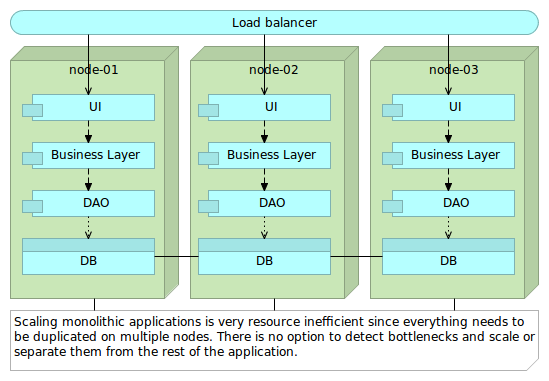 Load balancer
node-01
node-02
node-03
UI
UI
UI
Business Layer
Business Layer
Business Layer
DAO
DAO
DAO
DB
DB
DB
Scaling monolithic applications is very resource inefficient since everything needs to
be duplicated on multiple nodes. There is no option to detect bottlenecks and scale or
separate them from the rest of the application.